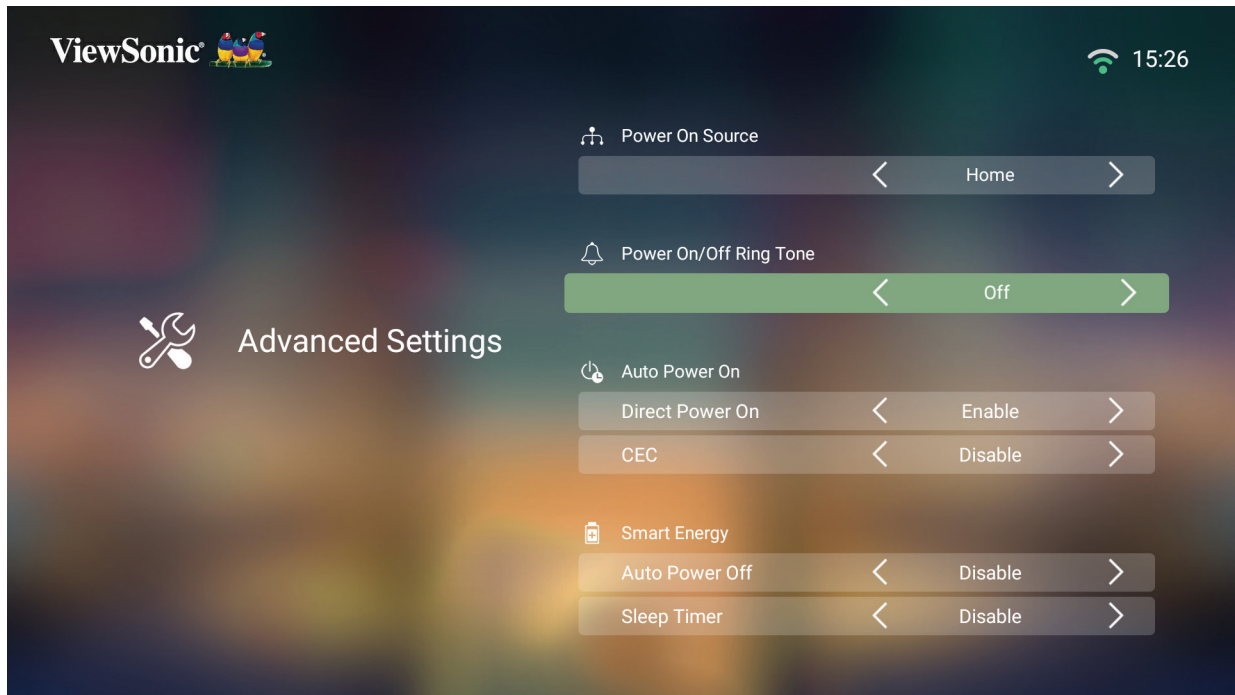 ViewSonic®
15:26
Power On Source
Home
Power On/Off Ring Tone
Off
Advanced Settings
Auto Power On
Direct Power On Enable
CEC Disable
Smart Energy
Auto Power Off Disable
Sleep Timer Disable